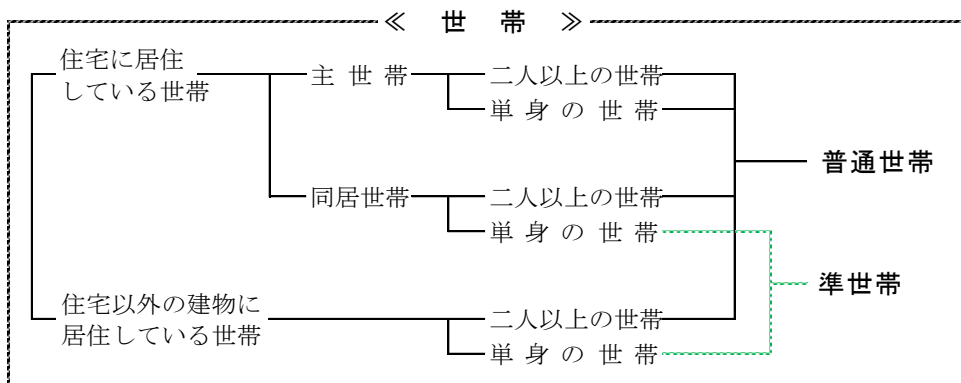 ≪ 世帯 ≫
住宅に居住
している世帯
主世帯
二人以上の世帯
単身の世帯
普通世帯
同居世帯
二人以上の世帯
単身の世帯
準世帯
住宅以外の建物に
居住している世帯
二人以上の世帯
単身の世帯